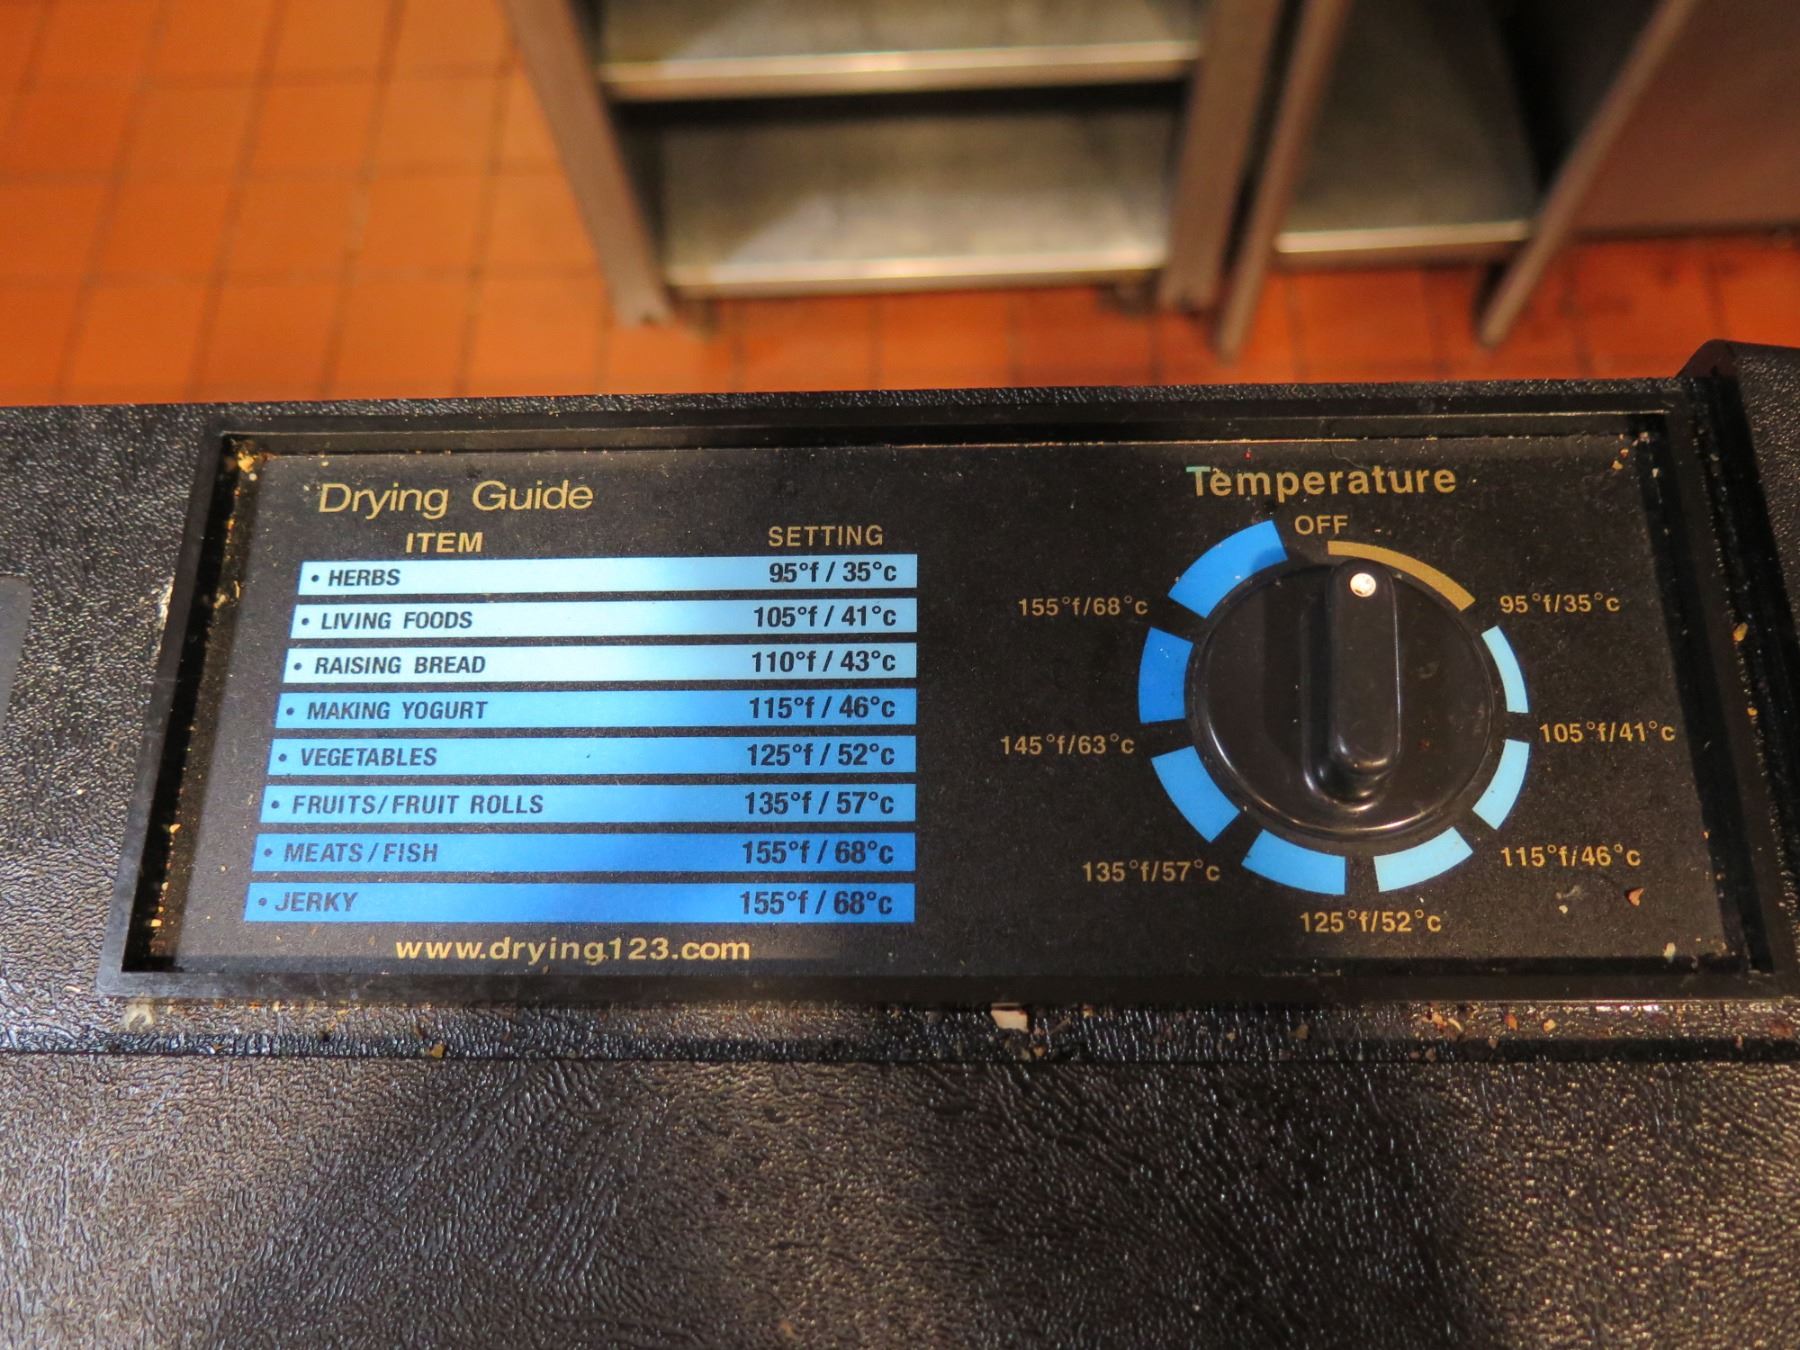 Drying Guide
ITEM SETTING
• HERBS 95°f / 35°c
• LIVING FOODS 105°f / 41°c
• RAISING BREAD 110°f / 43°c
• MAKING YOGURT 115°f / 46°c
• VEGETABLES 125°f / 52°c
• FRUITS/FRUIT ROLLS 135°f / 57°c
• MEATS/FISH 155°f / 68°c
• JERKY 155°f / 68°c
www.drying123.com
Temperature
OFF
95°f/35°c
105°f/41°c
115°f/46°c
125°f/52°c
135°f/57°c
145°f/63°c
155°f/68°c